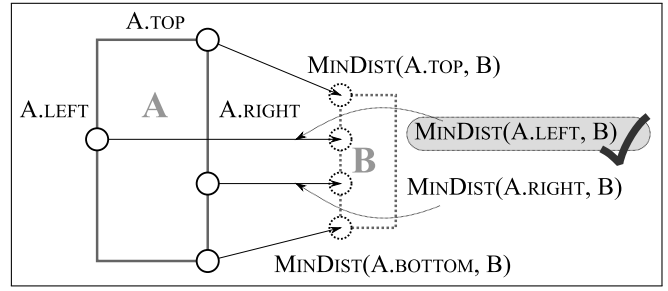 A.TOP
MINDIST(A.TOP, B)
A.LEFT
A
A.RIGHT
MINDIST(A.LEFT, B)
B
MINDIST(A.RIGHT, B)
MINDIST(A.BOTTOM, B)